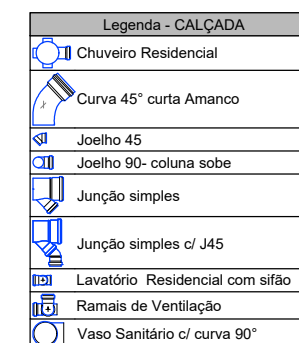 Legenda - CALÇADA
Chuveiro Residencial
Curva 45° curta Amanco
Joelho 45
Joelho 90- coluna sobe
Junção simples
Junção simples c/ J45
Lavatório Residencial com sifão
Ramais de Ventilação
Vaso Sanitário c/ curva 90°